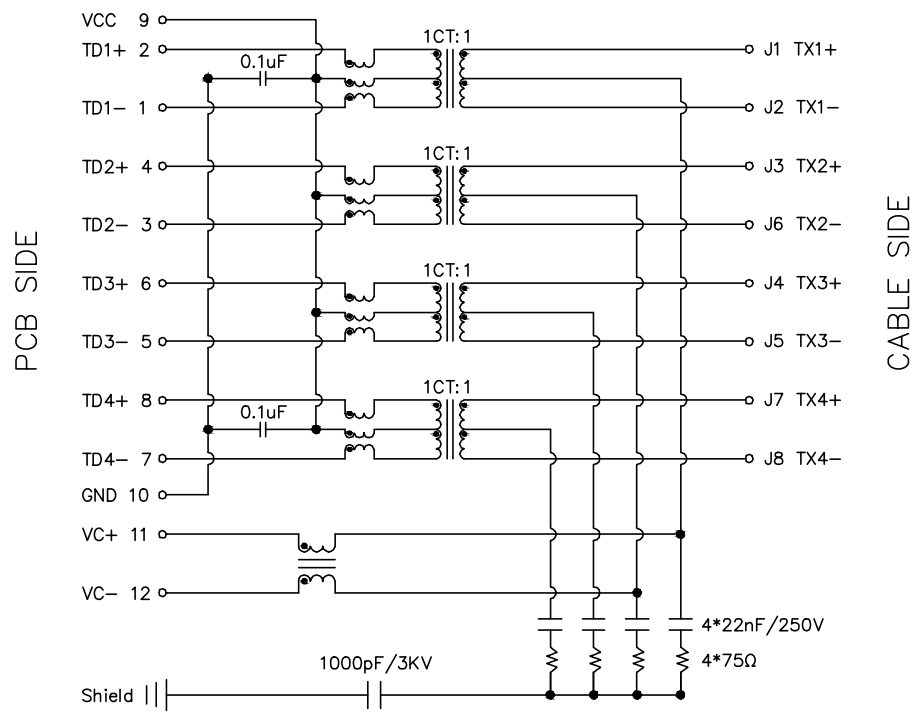 VCC 9
1CT:1
TD1+ 2
J1 TX1+
0.1uF
TD1− 1
J2 TX1−
1CT:1
TD2+ 4
J3 TX2+
TD2− 3
J6 TX2−
PCB SIDE
CABLE SIDE
1CT:1
TD3+ 6
J4 TX3+
TD3− 5
J5 TX3−
1CT:1
TD4+ 8
J7 TX4+
0.1uF
TD4− 7
J8 TX4−
GND 10
VC+ 11
VC− 12
4*22nF/250V
4*75Ω
1000pF/3KV
Shield